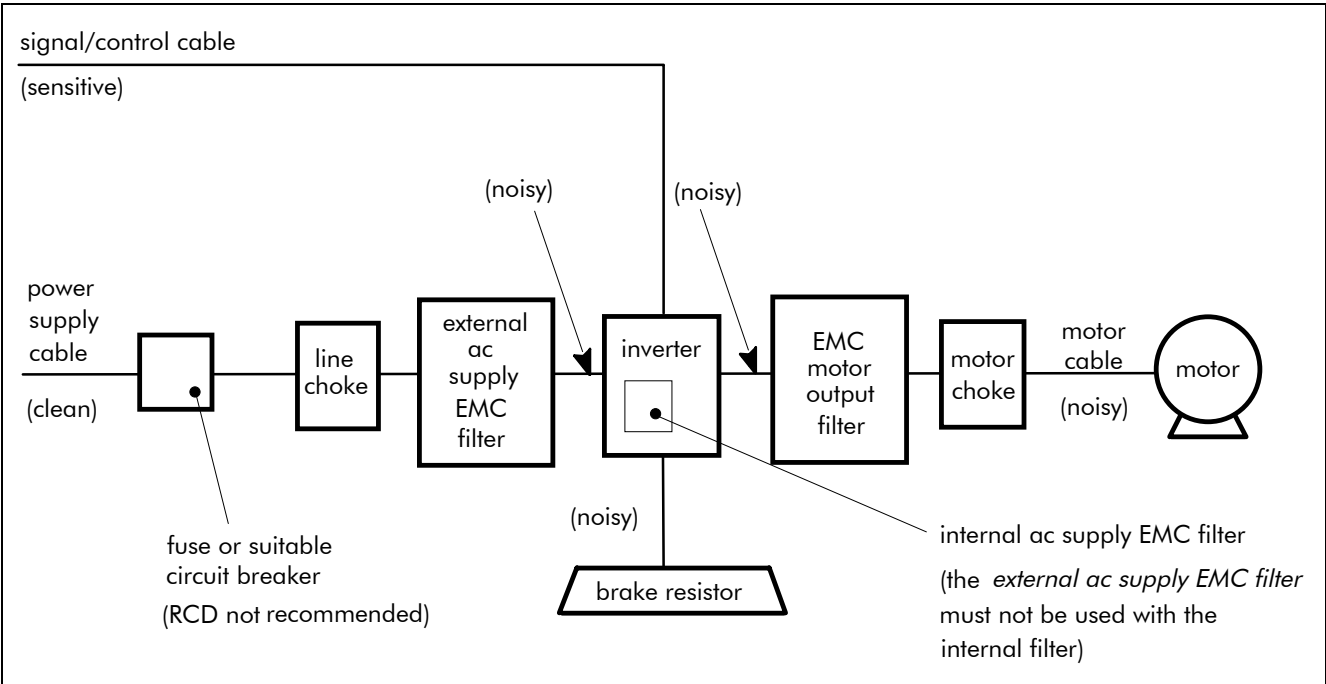 signal/control cable
(sensitive)
(noisy)
(noisy)
power
supply
cable
(clean)
line
choke
external
ac
supply
EMC
filter
inverter
EMC
motor
output
filter
motor
choke
motor
cable
(noisy)
motor
(noisy)
brake resistor
fuse or suitable
circuit breaker
(RCD not recommended)
internal ac supply EMC filter
(the external ac supply EMC filter
must not be used with the
internal filter)